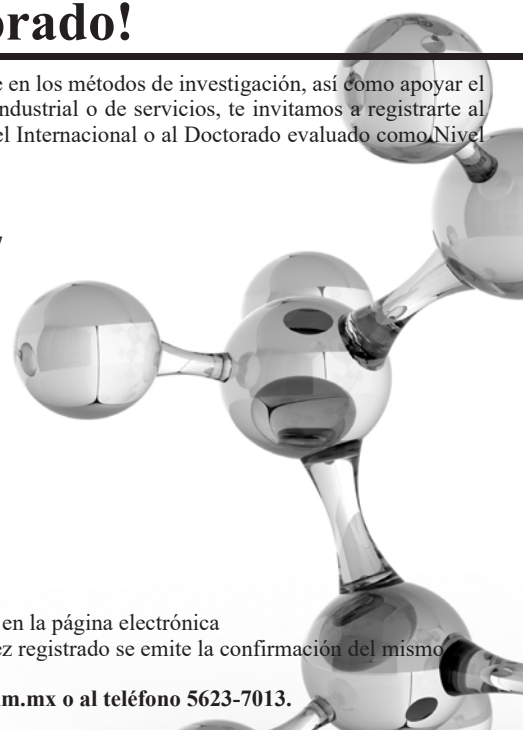 orado!
e en los métodos de investigación, así como apoyar el
ndustrial o de servicios, te invitamos a registrarte al
el Internacional o al Doctorado evaluado como Nivel
en la página electrónica
ez registrado se emite la confirmación del mismo
m.mx o al teléfono 5623-7013.